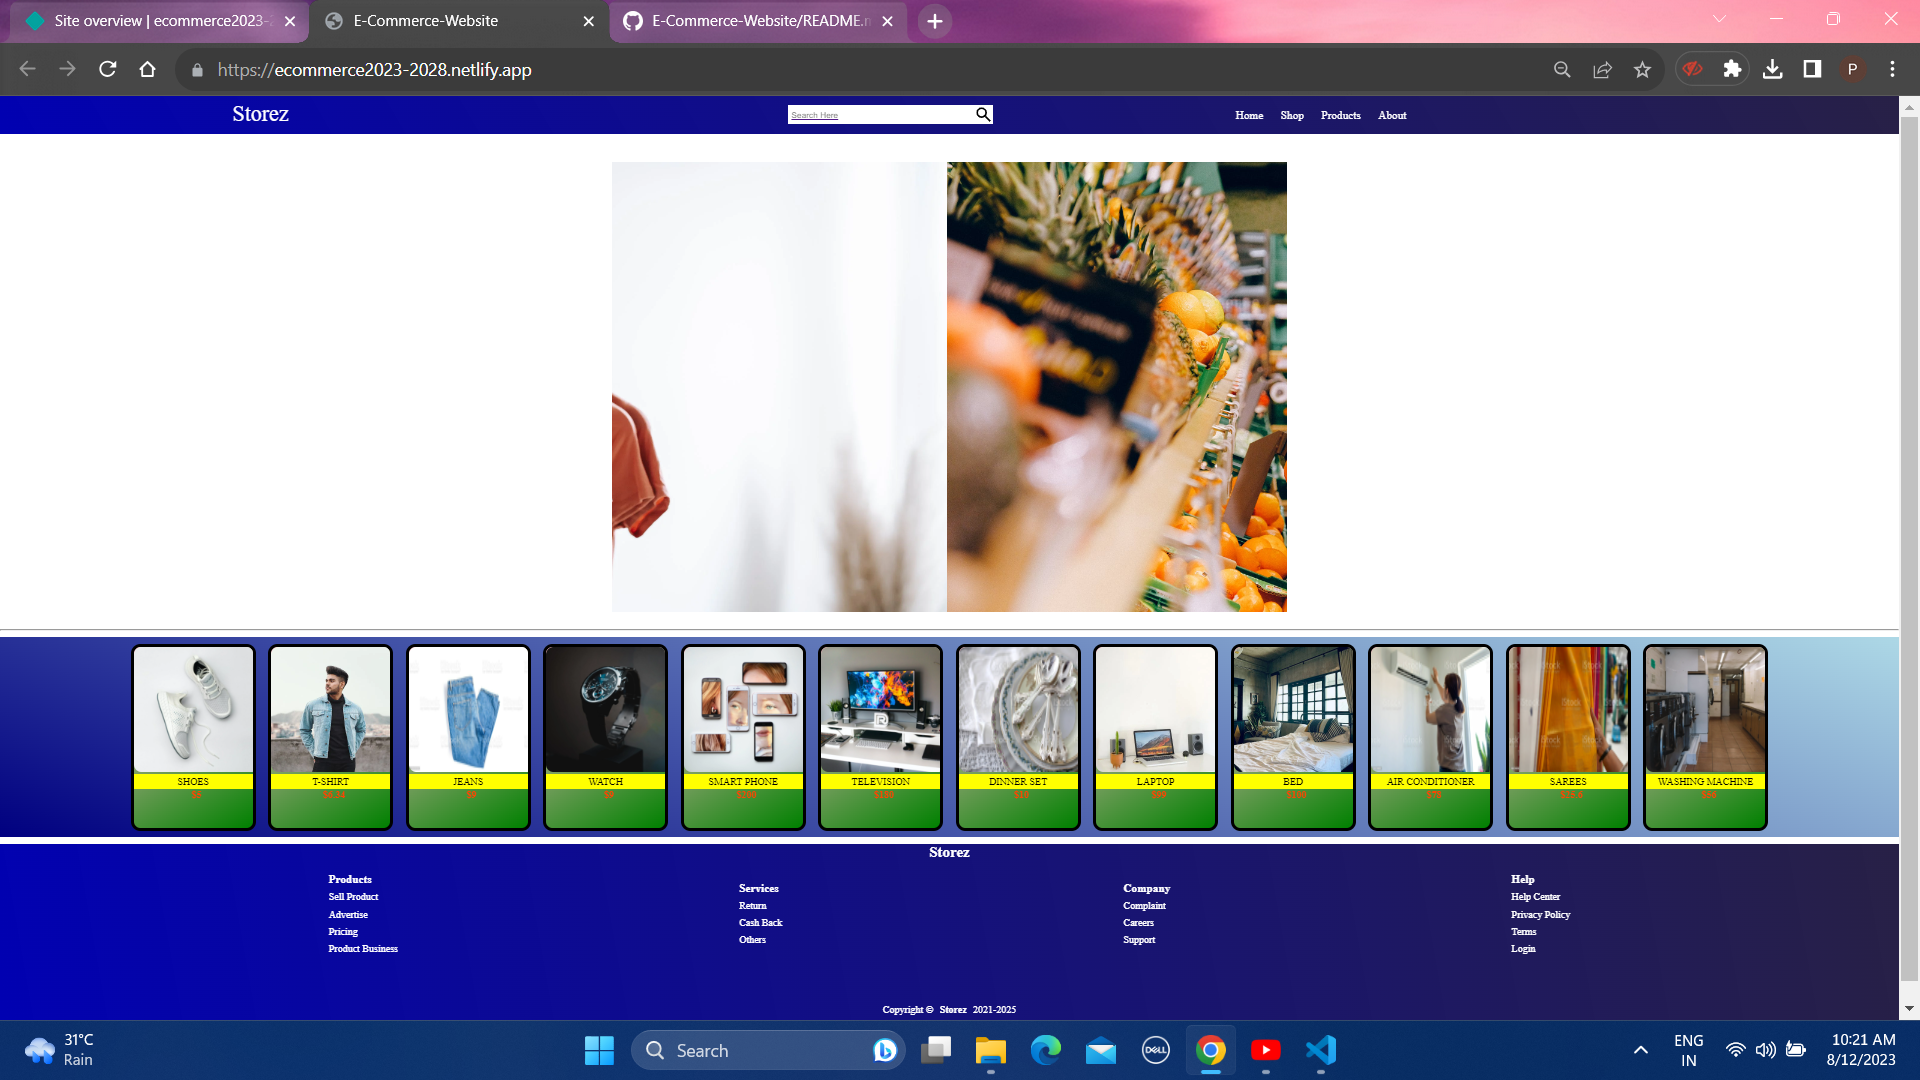 Site overview | ecommerce2023-
E-Commerce-Website
E-Commerce-Website/README.m
https://ecommerce2023-2028.netlify.app
P
Storez
Search Here
Home Shop Products About
SHOES
T-SHIRT
JEANS
WATCH
SMART PHONE
TELEVISION
DINNER SET
LAPTOP
BED
AIR CONDITIONER
SAREES
WASHING MACHINE
Storez
Products
Sell Product
Advertise
Pricing
Product Business
Services
Return
Cash Back
Others
Company
Complaint
Careers
Support
Help
Help Center
Privacy Policy
Terms
Login
Copyright © Storez 2021-2025
31°C
Rain
Search
DELL
ENG
IN
10:21 AM
8/12/2023